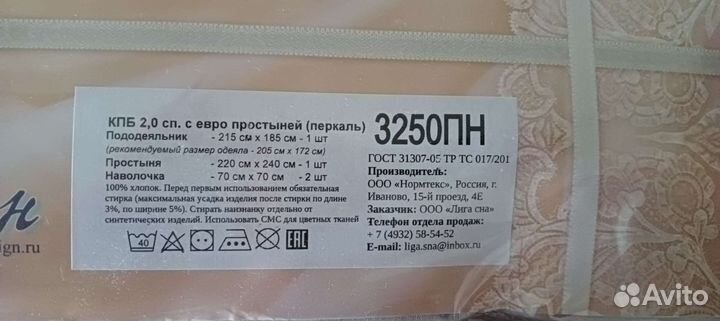 КПБ 2,0 сп. с евро простыней (перкаль)
Пододеяльник - 215 см х 185 см - 1 шт
(рекомендуемый размер одеяла - 205 см х 172 см)
Простыня - 220 см х 240 см - 1 шт
Наволочка - 70 см х 70 см - 2 шт
100% хлопок. Перед первым использованием обязательная
стирка (максимальная усадка изделия после стирки по длине
3%, по ширине 5%). Стирать наизнанку отдельно от
синтетических изделий. Использовать СМС для цветных тканей
40
EAC
3250ПН
ГОСТ 31307-05 ТР ТС 017/201
Производитель:
ООО «Нормтекс», Россия, г.
Иваново, 15-й проезд, 4Е
Заказчик: ООО «Лига сна»
Телефон отдела продаж:
+ 7 (4932) 58-54-52
E-mail: liga.sna@inbox.ru
н
ign.ru
Avito